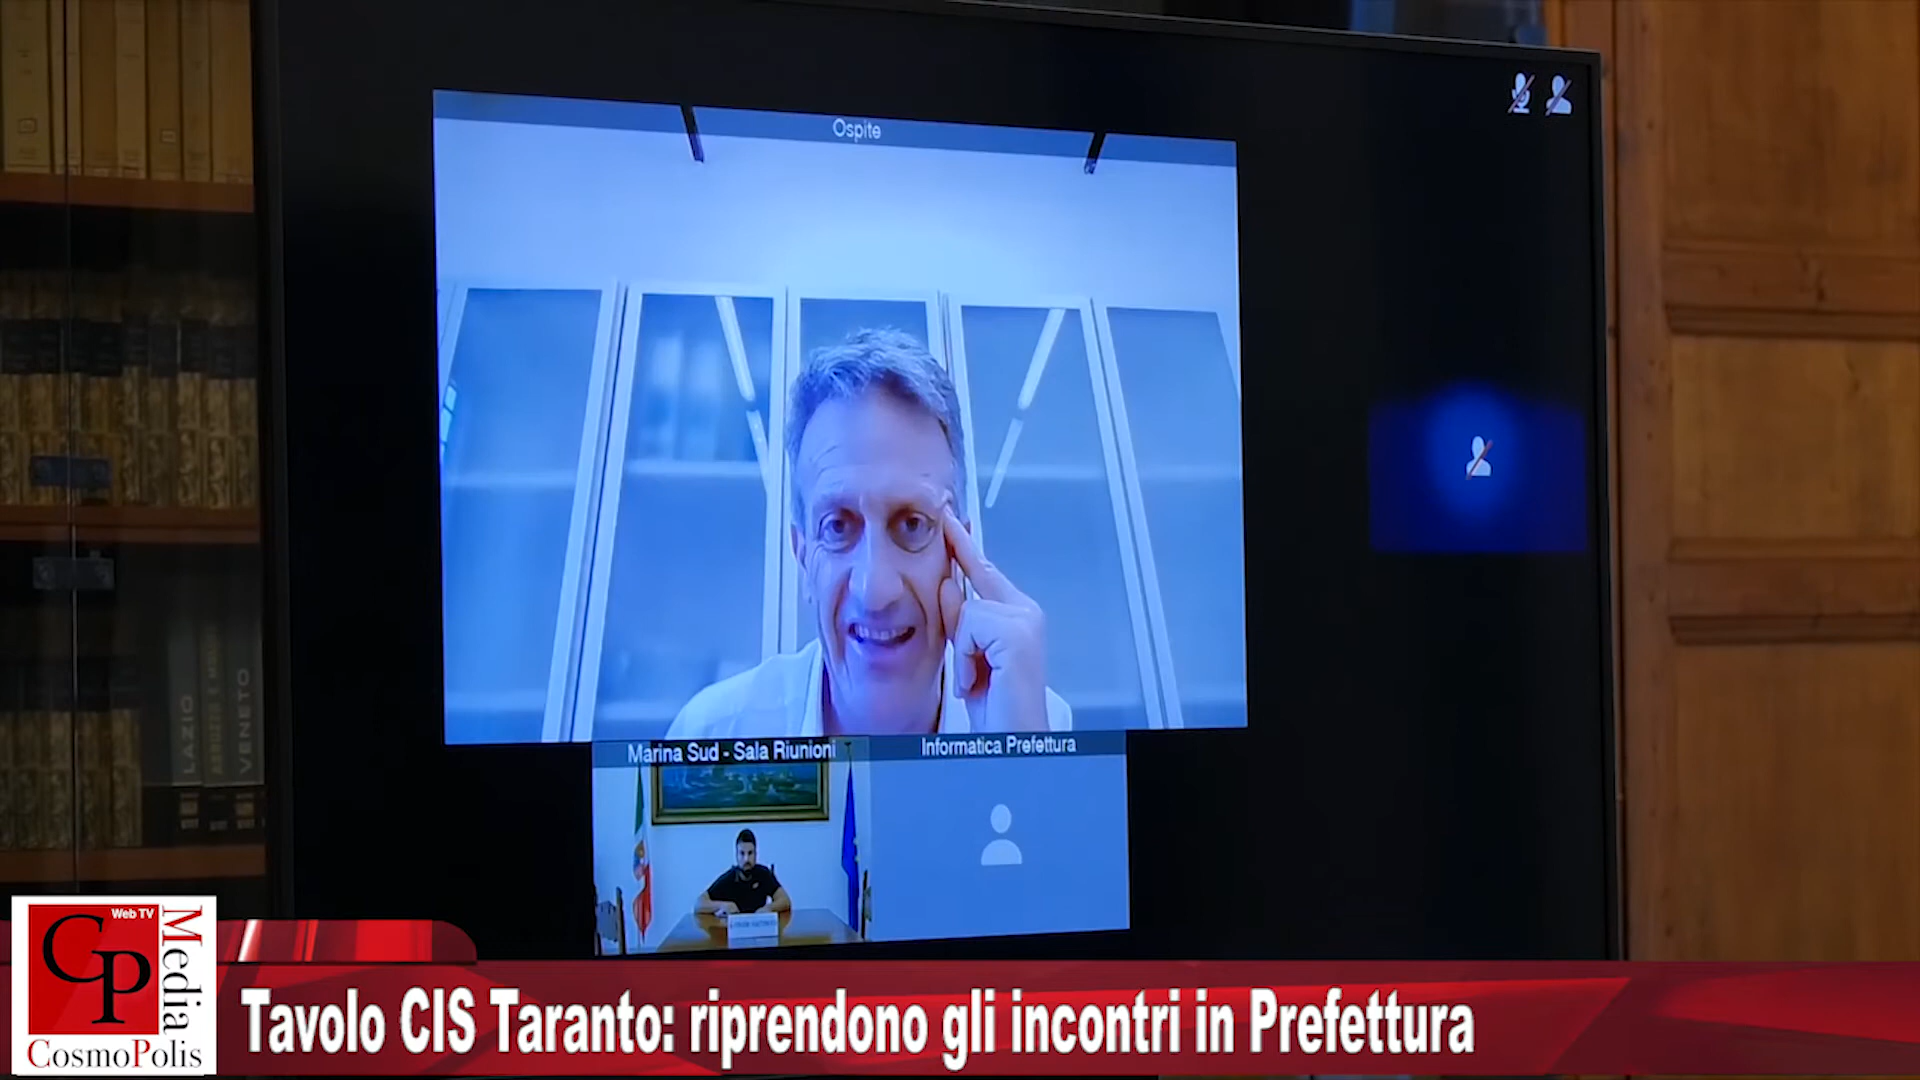 Ospite
Marina Sud - Sala Riunioni
Informatica Prefettura
LAZIO
VENETO
Web TV
CP
Media
CosmoPolis
Tavolo CIS Taranto: riprendono gli incontri in Prefettura